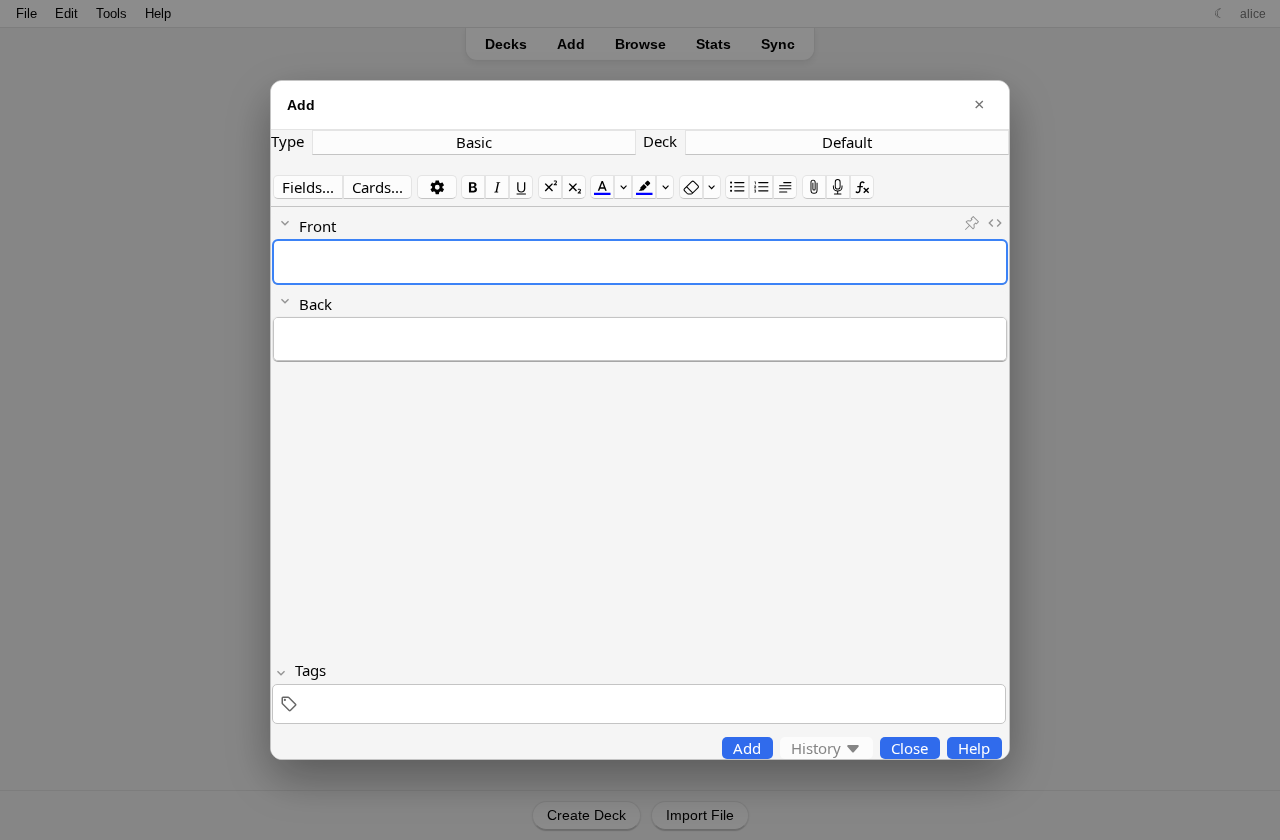 File Edit Tools Help alice
Decks Add Browse Stats Sync
Add
Type Basic Deck Default
Fields... Cards...
Front
Back
Tags
Add History Close Help
Create Deck Import File